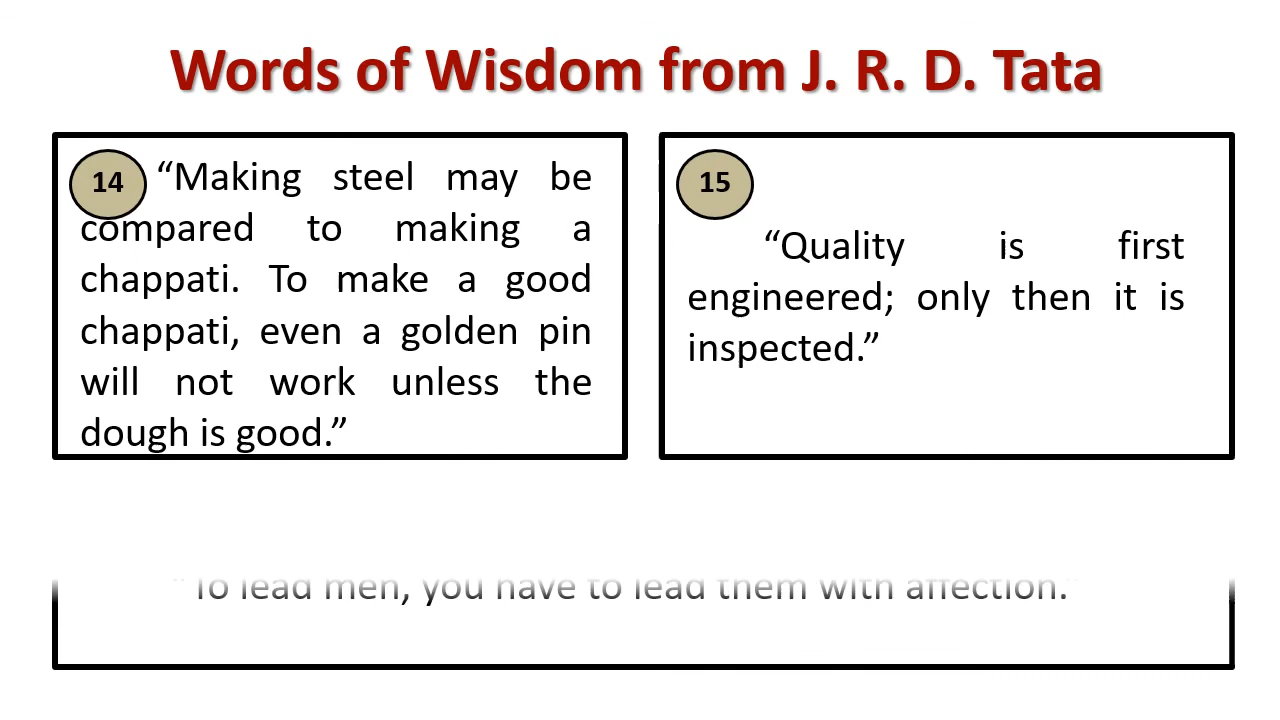 Words of Wisdom from J. R. D. Tata
14
“Making steel may be
compared to making a
chappati. To make a good
chappati, even a golden pin
will not work unless the
dough is good.”
15
“Quality is first
engineered; only then it is
inspected.”
“To lead men, you have to lead them with affection.”